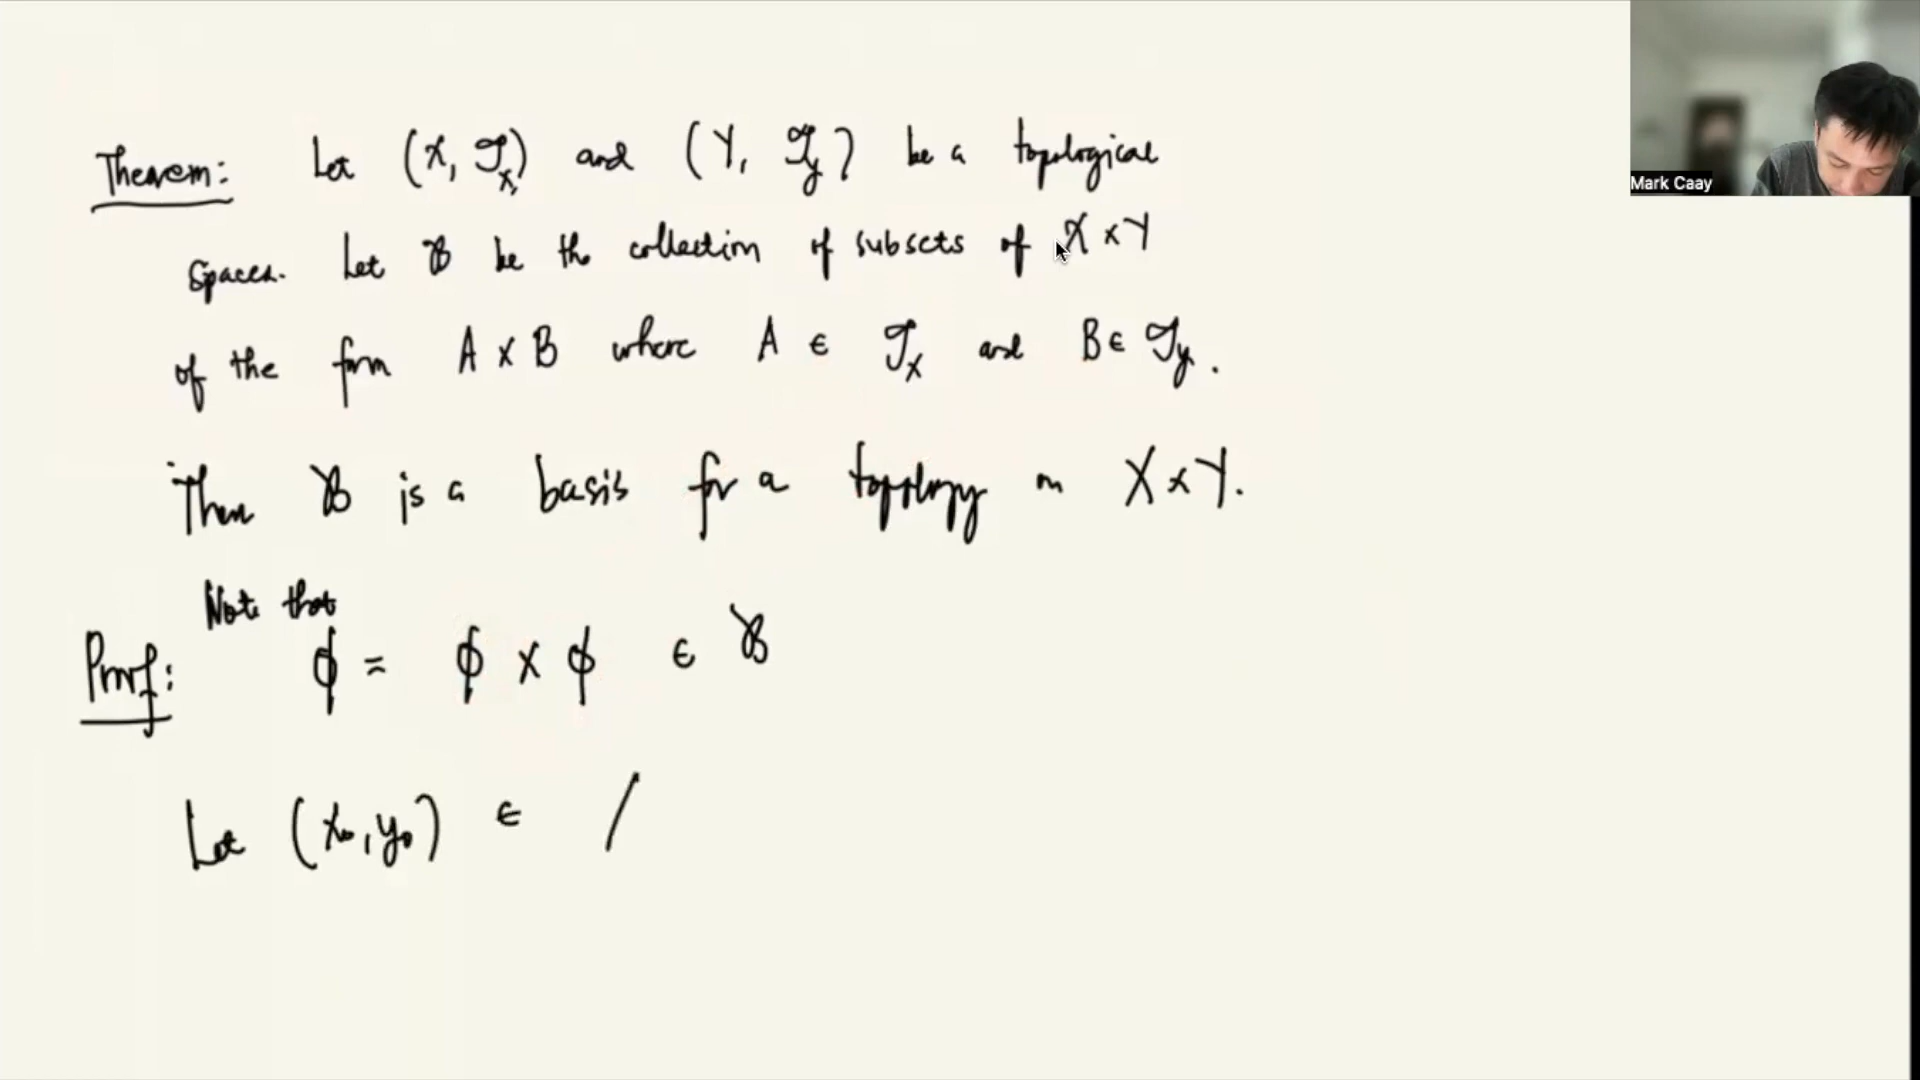 Theorem: Let (X, 𝒯_X) and (Y, 𝒯_Y) be a topological
spaces. Let ℬ be the collection of subsets of X × Y
of the form A × B where A ∈ 𝒯_X and B ∈ 𝒯_Y.
Then ℬ is a basis for a topology on X × Y.
Note that
Proof: ϕ = ϕ × ϕ ∈ ℬ
Let (x₀, y₀) ∈ /
Mark Caay